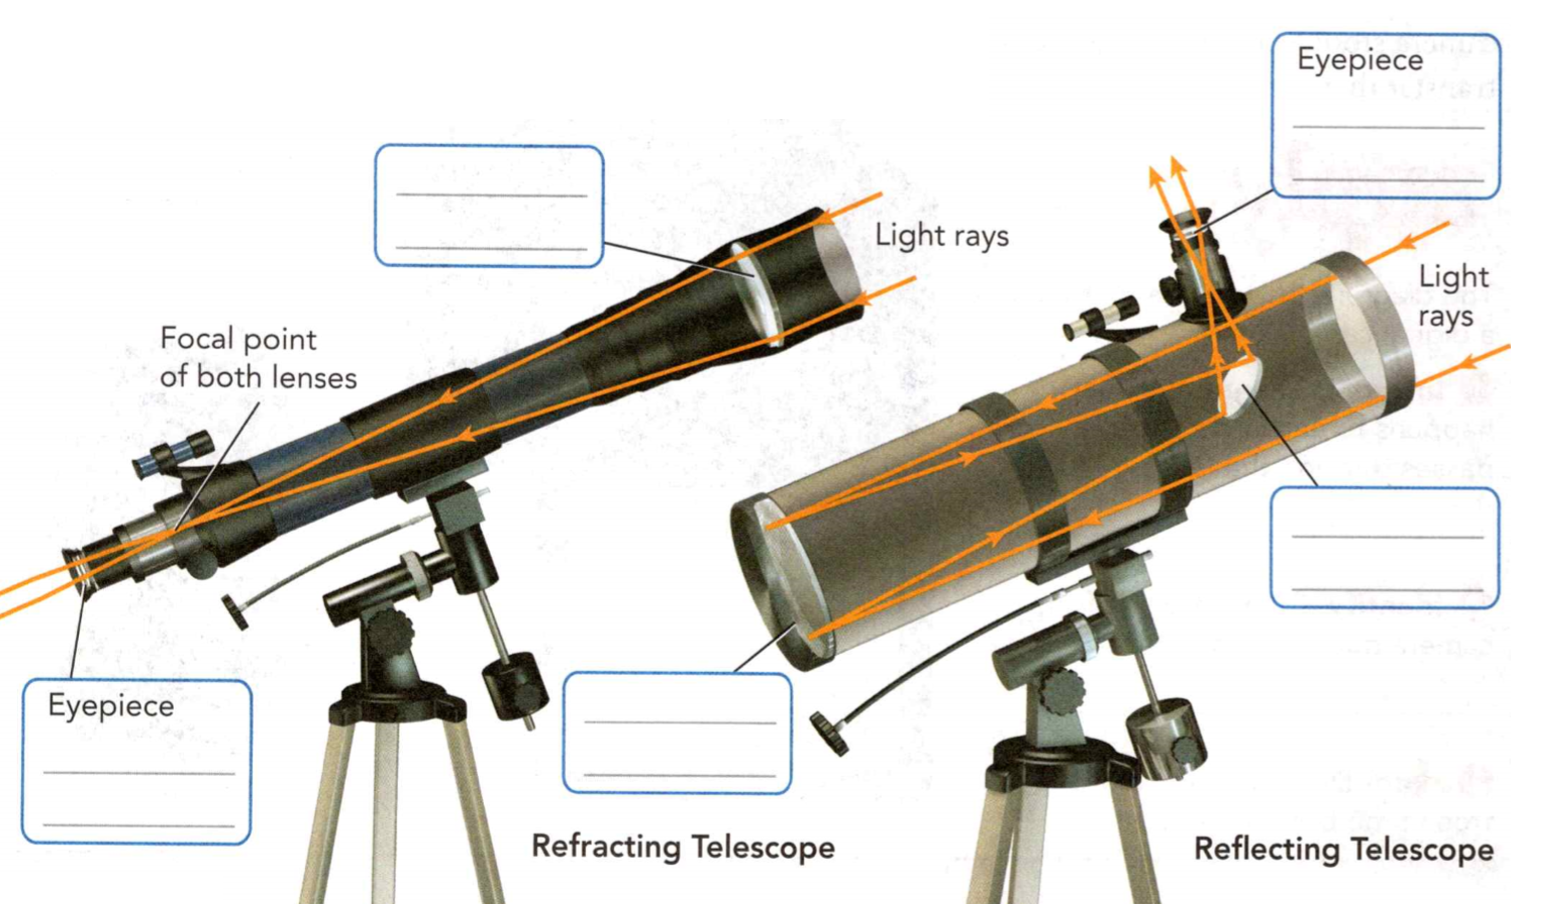 Eyepiece
Light rays
Light
rays
Focal point
of both lenses
Eyepiece
Refracting Telescope
Reflecting Telescope